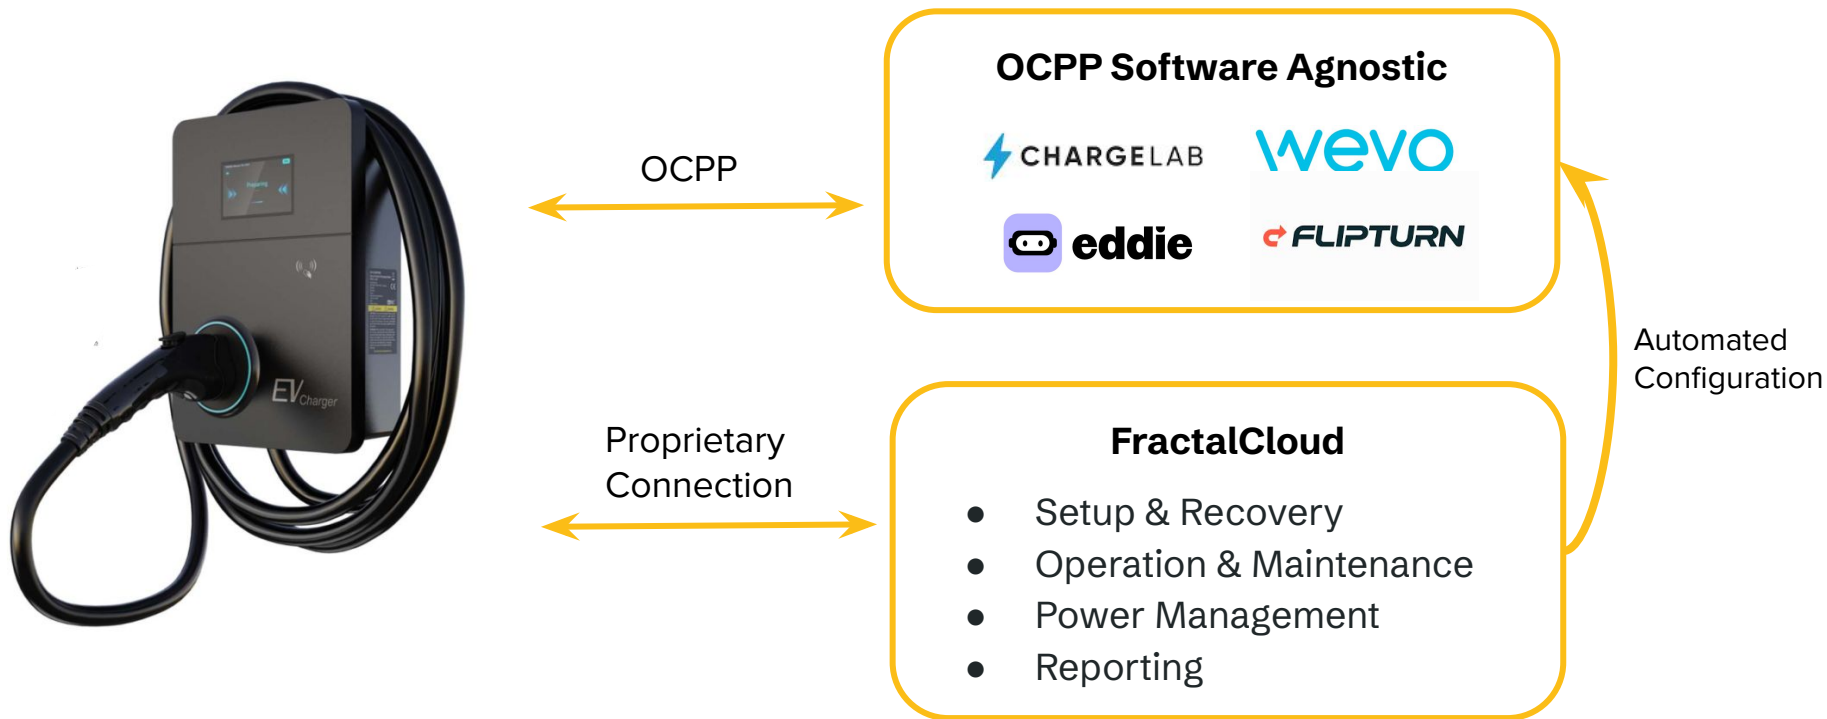 OCPP Software Agnostic
CHARGELAB
wevo
eddie
FLIPTURN
OCPP
Preparing
EV Charger
Automated
Configuration
Proprietary
Connection
FractalCloud
● Setup & Recovery
● Operation & Maintenance
● Power Management
● Reporting